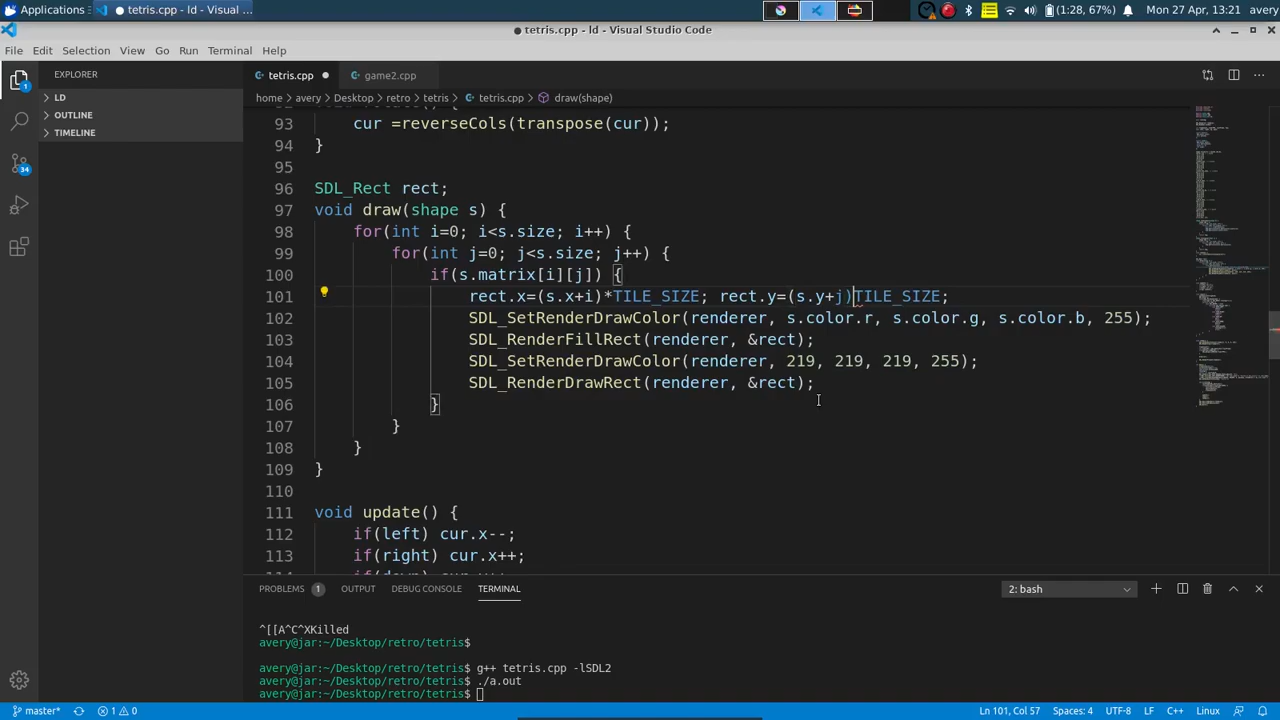 Applications
tetris.cpp - ld - Visual ...
(1:28, 67%)
Mon 27 Apr, 13:21
avery
● tetris.cpp - ld - Visual Studio Code
File Edit Selection View Go Run Terminal Help
EXPLORER
LD
OUTLINE
TIMELINE
tetris.cpp ●
game2.cpp
home > avery > Desktop > retro > tetris > tetris.cpp > draw(shape)
93 cur =reverseCols(transpose(cur));
94 }
95
96 SDL_Rect rect;
97 void draw(shape s) {
98 for(int i=0; i<s.size; i++) {
99 for(int j=0; j<s.size; j++) {
100 if(s.matrix[i][j]) {
101 rect.x=(s.x+i)*TILE_SIZE; rect.y=(s.y+j)TILE_SIZE;
102 SDL_SetRenderDrawColor(renderer, s.color.r, s.color.g, s.color.b, 255);
103 SDL_RenderFillRect(renderer, &rect);
104 SDL_SetRenderDrawColor(renderer, 219, 219, 219, 255);
105 SDL_RenderDrawRect(renderer, &rect);
106 }
107 }
108 }
109 }
110
111 void update() {
112 if(left) cur.x--;
113 if(right) cur.x++;
1
34
PROBLEMS 1 OUTPUT DEBUG CONSOLE TERMINAL
2: bash
^[[A^C^XKilled
avery@jar:~/Desktop/retro/tetris$
avery@jar:~/Desktop/retro/tetris$ g++ tetris.cpp -lSDL2
avery@jar:~/Desktop/retro/tetris$ ./a.out
avery@jar:~/Desktop/retro/tetris$
master* 1 0
Ln 101, Col 57 Spaces: 4 UTF-8 LF C++ Linux